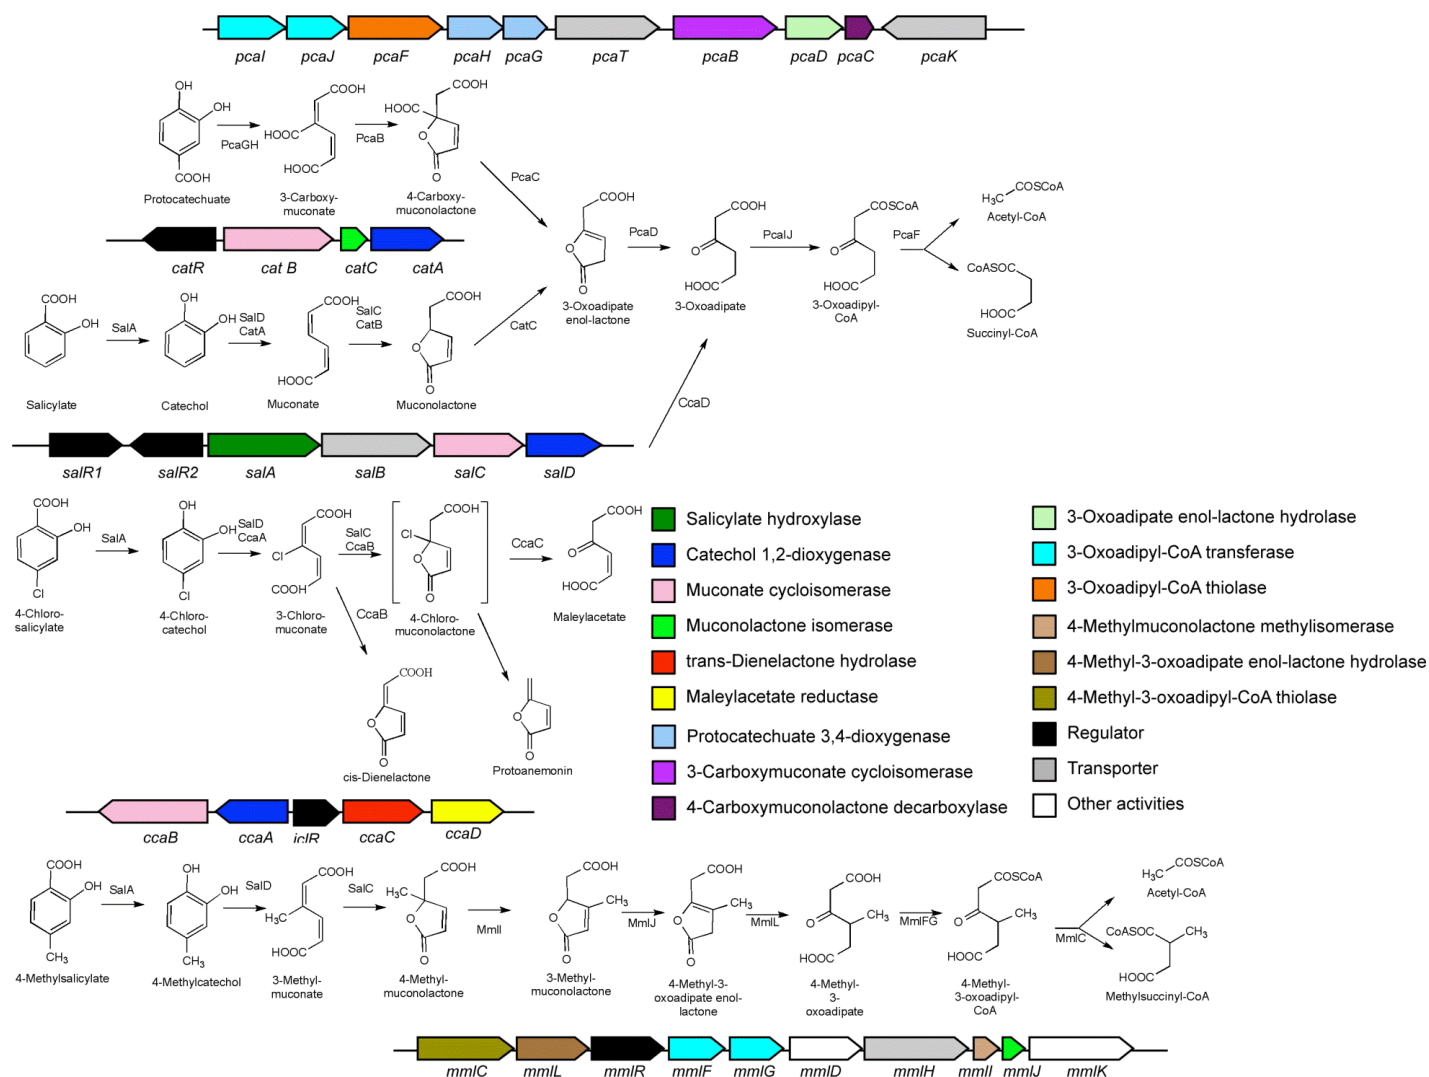 pcaI pcaJ pcaF pcaH pcaG pcaT pcaB pcaD pcaC pcaK
OH
OH
COOH
Protocatechuate
PcaGH
COOH
HOOC
HOOC
3-Carboxy-
muconate
PcaB
COOH
HOOC
O
O
4-Carboxy-
muconolactone
PcaC
catR cat B catC catA
COOH
OH
Salicylate
SalA
OH
OH
Catechol
SalD
CatA
COOH
HOOC
Muconate
SalC
CatB
COOH
O
O
Muconolactone
CatC
COOH
O
O
3-Oxoadipate
enol-lactone
PcaD
COOH
O
HOOC
3-Oxoadipate
PcaIJ
COSCoA
O
HOOC
3-Oxoadipyl-
CoA
PcaF
COSCoA
H3C
Acetyl-CoA
CoASOC
HOOC
Succinyl-CoA
CcaD
salR1 salR2 salA salB salC salD
COOH
OH
Cl
4-Chloro-
salicylate
SalA
OH
OH
Cl
4-Chloro-
catechol
SalD
CcaA
COOH
Cl
COOH
3-Chloro-
muconate
SalC
CcaB
COOH
Cl
O
O
4-Chloro-
muconolactone
CcaC
COOH
O
HOOC
Maleylacetate
CcaB
COOH
O
O
cis-Dienelactone
O
O
Protoanemonin
Salicylate hydroxylase
Catechol 1,2-dioxygenase
Muconate cycloisomerase
Muconolactone isomerase
trans-Dienelactone hydrolase
Maleylacetate reductase
Protocatechuate 3,4-dioxygenase
3-Carboxymuconate cycloisomerase
4-Carboxymuconolactone decarboxylase
3-Oxoadipate enol-lactone hydrolase
3-Oxoadipyl-CoA transferase
3-Oxoadipyl-CoA thiolase
4-Methylmuconolactone methylisomerase
4-Methyl-3-oxoadipate enol-lactone hydrolase
4-Methyl-3-oxoadipyl-CoA thiolase
Regulator
Transporter
Other activities
ccaB ccaA iclR ccaC ccaD
COOH
OH
CH3
4-Methylsalicylate
SalA
OH
OH
CH3
4-Methylcatechol
SalD
COOH
H3C
HOOC
3-Methyl-
muconate
SalC
COOH
H3C
O
O
4-Methyl-
muconolactone
MmlI
COOH
CH3
O
O
3-Methyl-
muconolactone
MmlJ
COOH
CH3
O
O
4-Methyl-3-
oxoadipate enol-
lactone
MmlL
COOH
CH3
O
HOOC
4-Methyl-
3-
oxoadipate
MmlFG
COSCoA
CH3
O
HOOC
4-Methyl-
3-oxoadipyl-
CoA
MmlC
COSCoA
H3C
Acetyl-CoA
CoASOC
CH3
HOOC
Methylsuccinyl-CoA
mmlC mmlL mmlR mmlF mmlG mmlD mmlH mmlI mmlJ mmlK